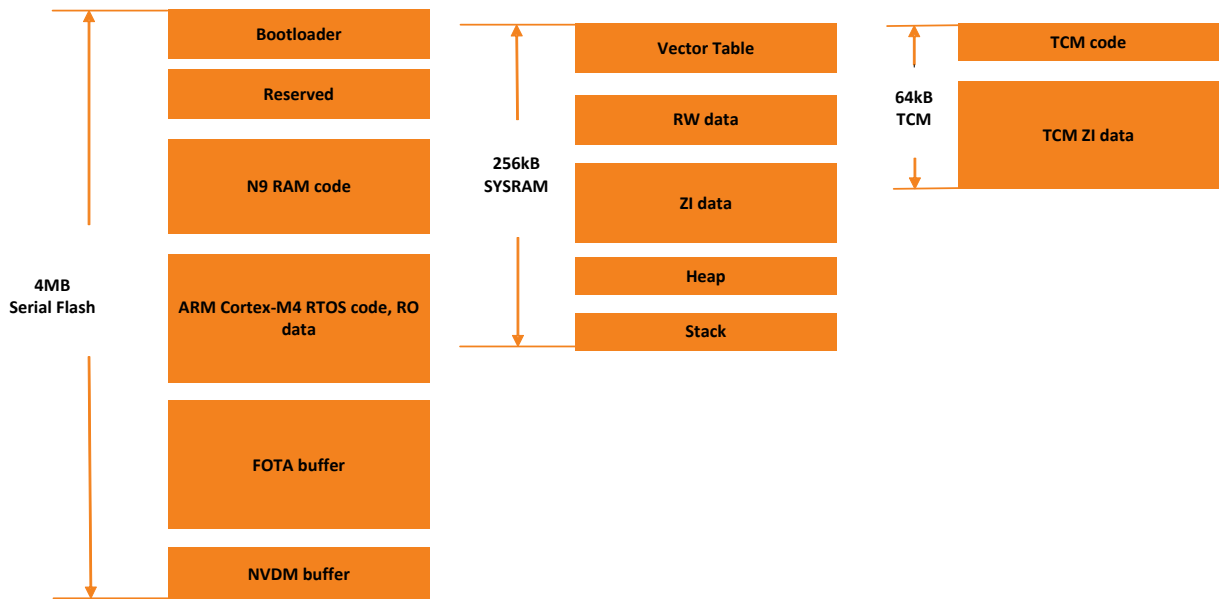 4MB
Serial Flash
Bootloader
Reserved
N9 RAM code
ARM Cortex-M4 RTOS code, RO
data
FOTA buffer
NVDM buffer
256kB
SYSRAM
Vector Table
RW data
ZI data
Heap
Stack
64kB
TCM
TCM code
TCM ZI data